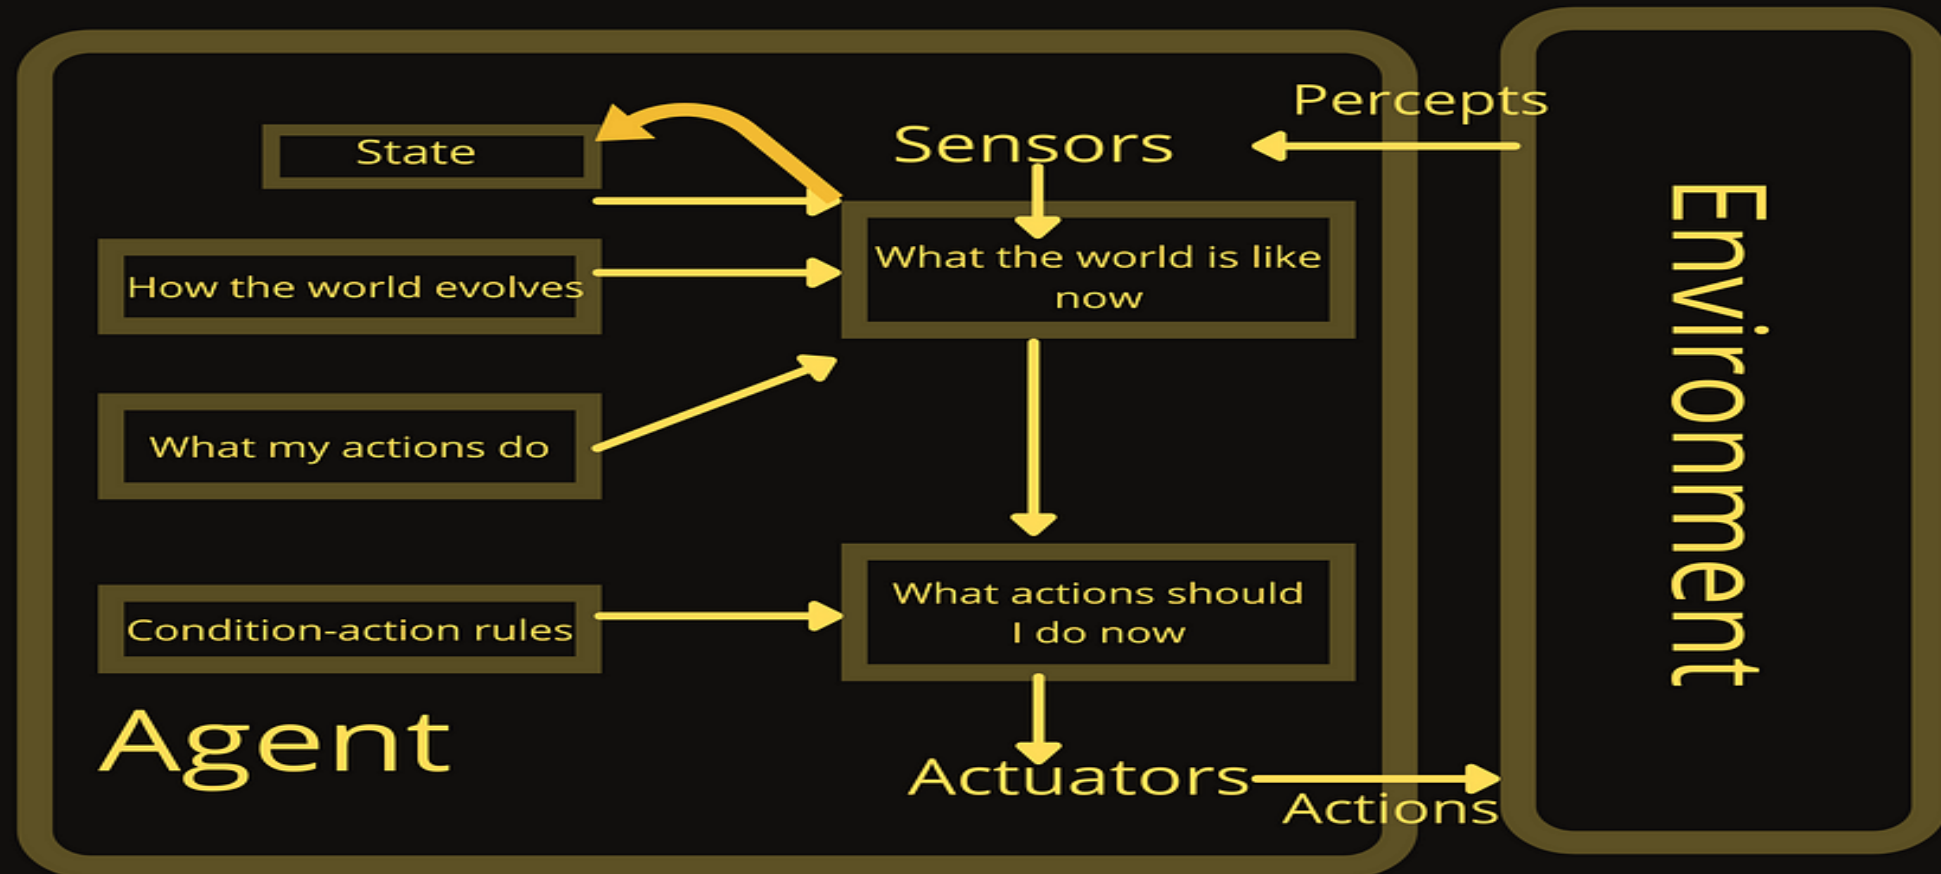 Percepts
Sensors
State
What the world is like
now
How the world evolves
What my actions do
What actions should
I do now
Condition-action rules
Agent
Actuators
Actions
Environment